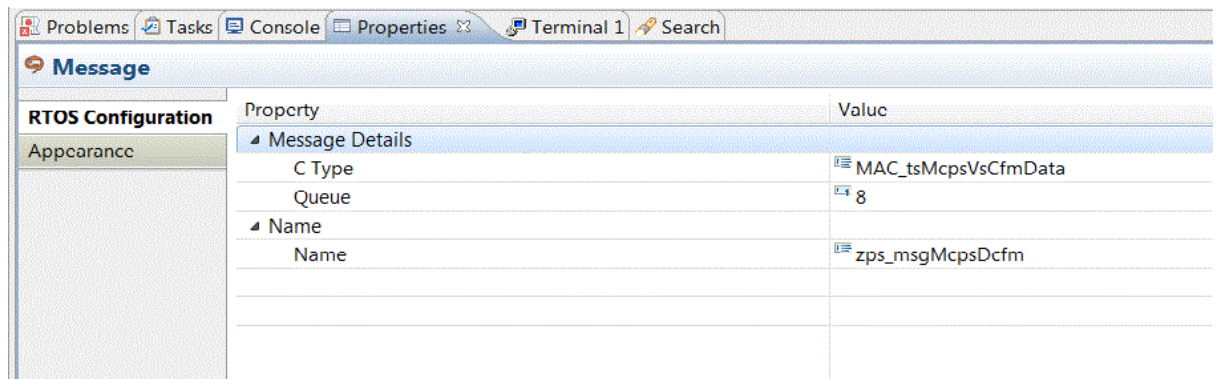 Problems Tasks Console Properties Terminal 1 Search
Message
RTOS Configuration
Appearance
Property Value
Message Details
C Type MAC_tsMcpsVsCfmData
Queue 8
Name
Name zps_msgMcpsDcfm